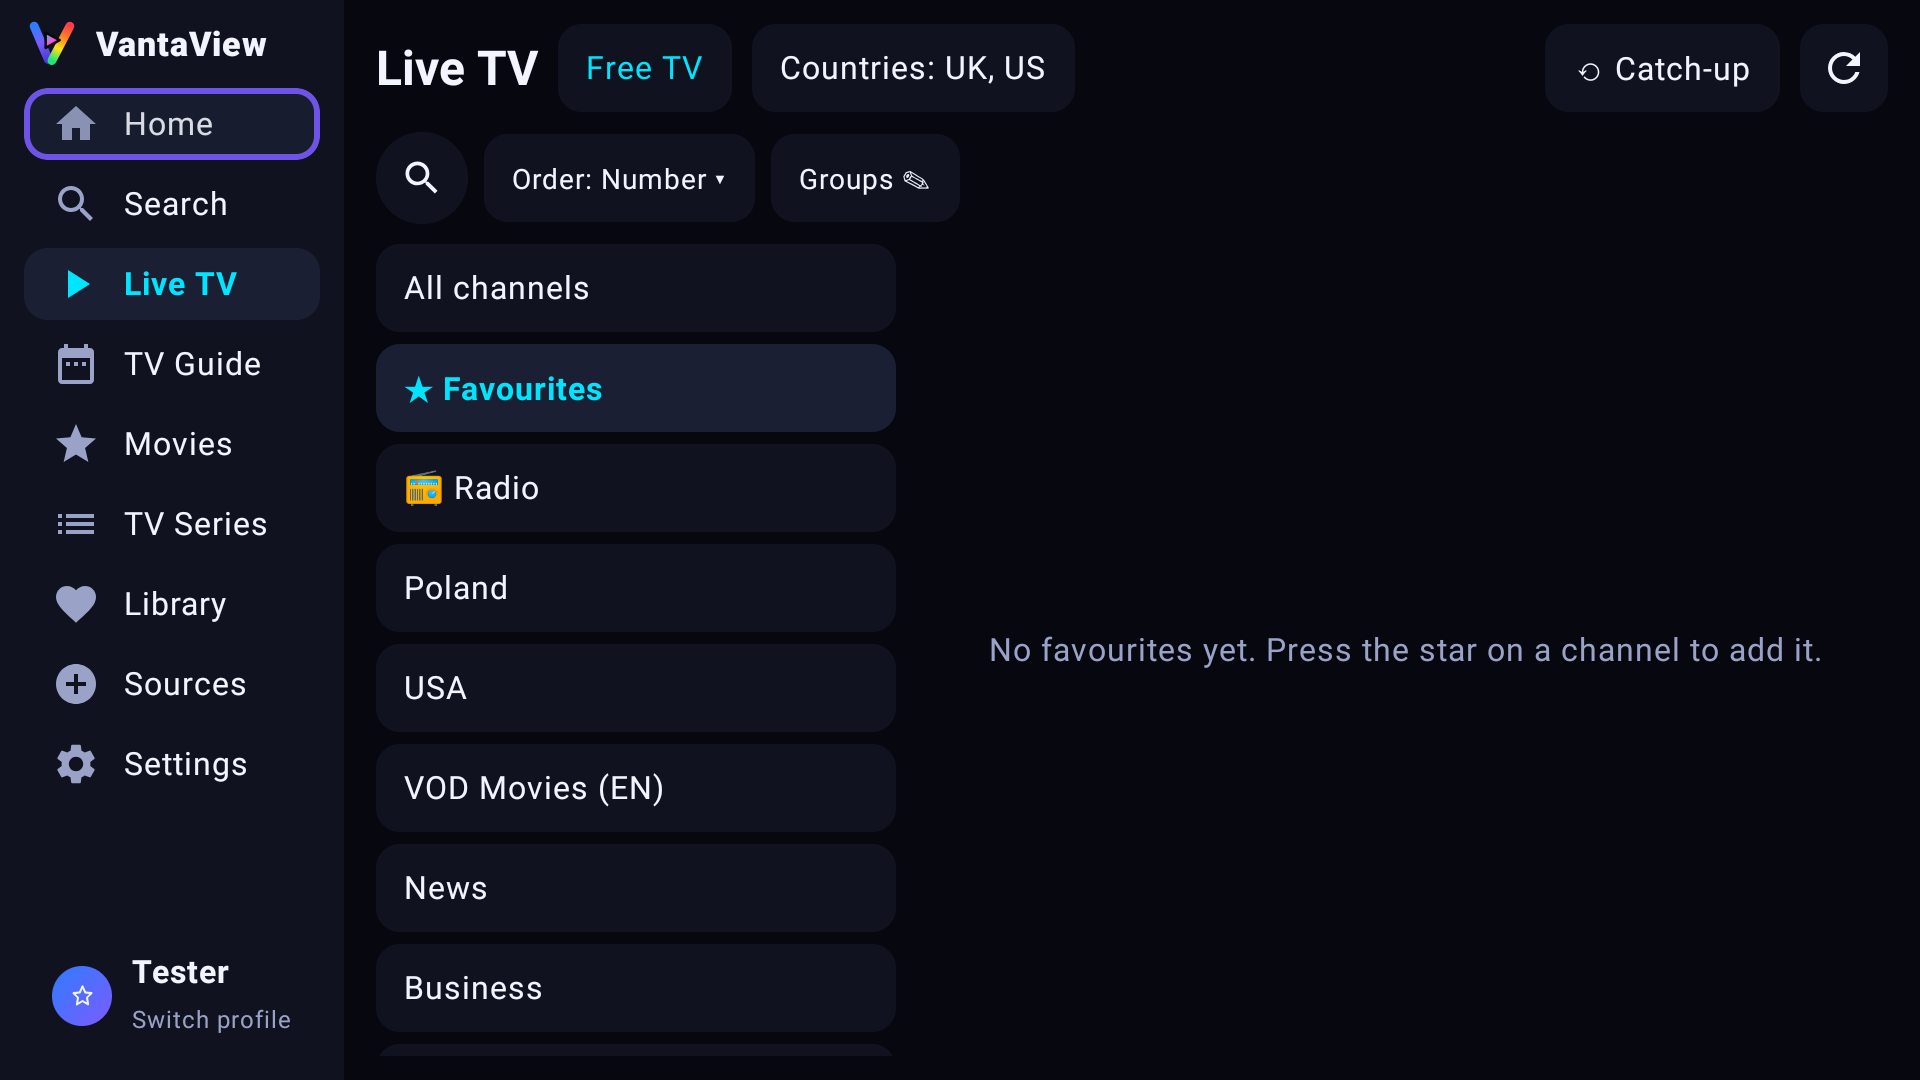 VantaView
Home
Search
Live TV
TV Guide
Movies
TV Series
Library
Sources
Settings
Tester
Switch profile
Live TV
Free TV
Countries: UK, US
Catch-up
Order: Number
Groups
All channels
★ Favourites
Radio
Poland
USA
VOD Movies (EN)
News
Business
No favourites yet. Press the star on a channel to add it.